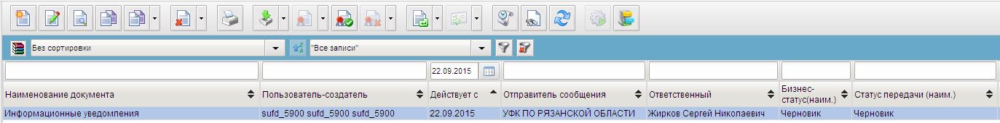 Без сортировки "Все записи"
22.09.2015
Наименование документа Пользователь-создатель Действует с Отправитель сообщения Ответственный Бизнес-статус(наим.) Статус передачи (наим.)
Информационные уведомления sufd_5900 sufd_5900 sufd_5900 22.09.2015 УФК ПО РЯЗАНСКОЙ ОБЛАСТИ Жирков Сергей Николаевич Черновик Черновик